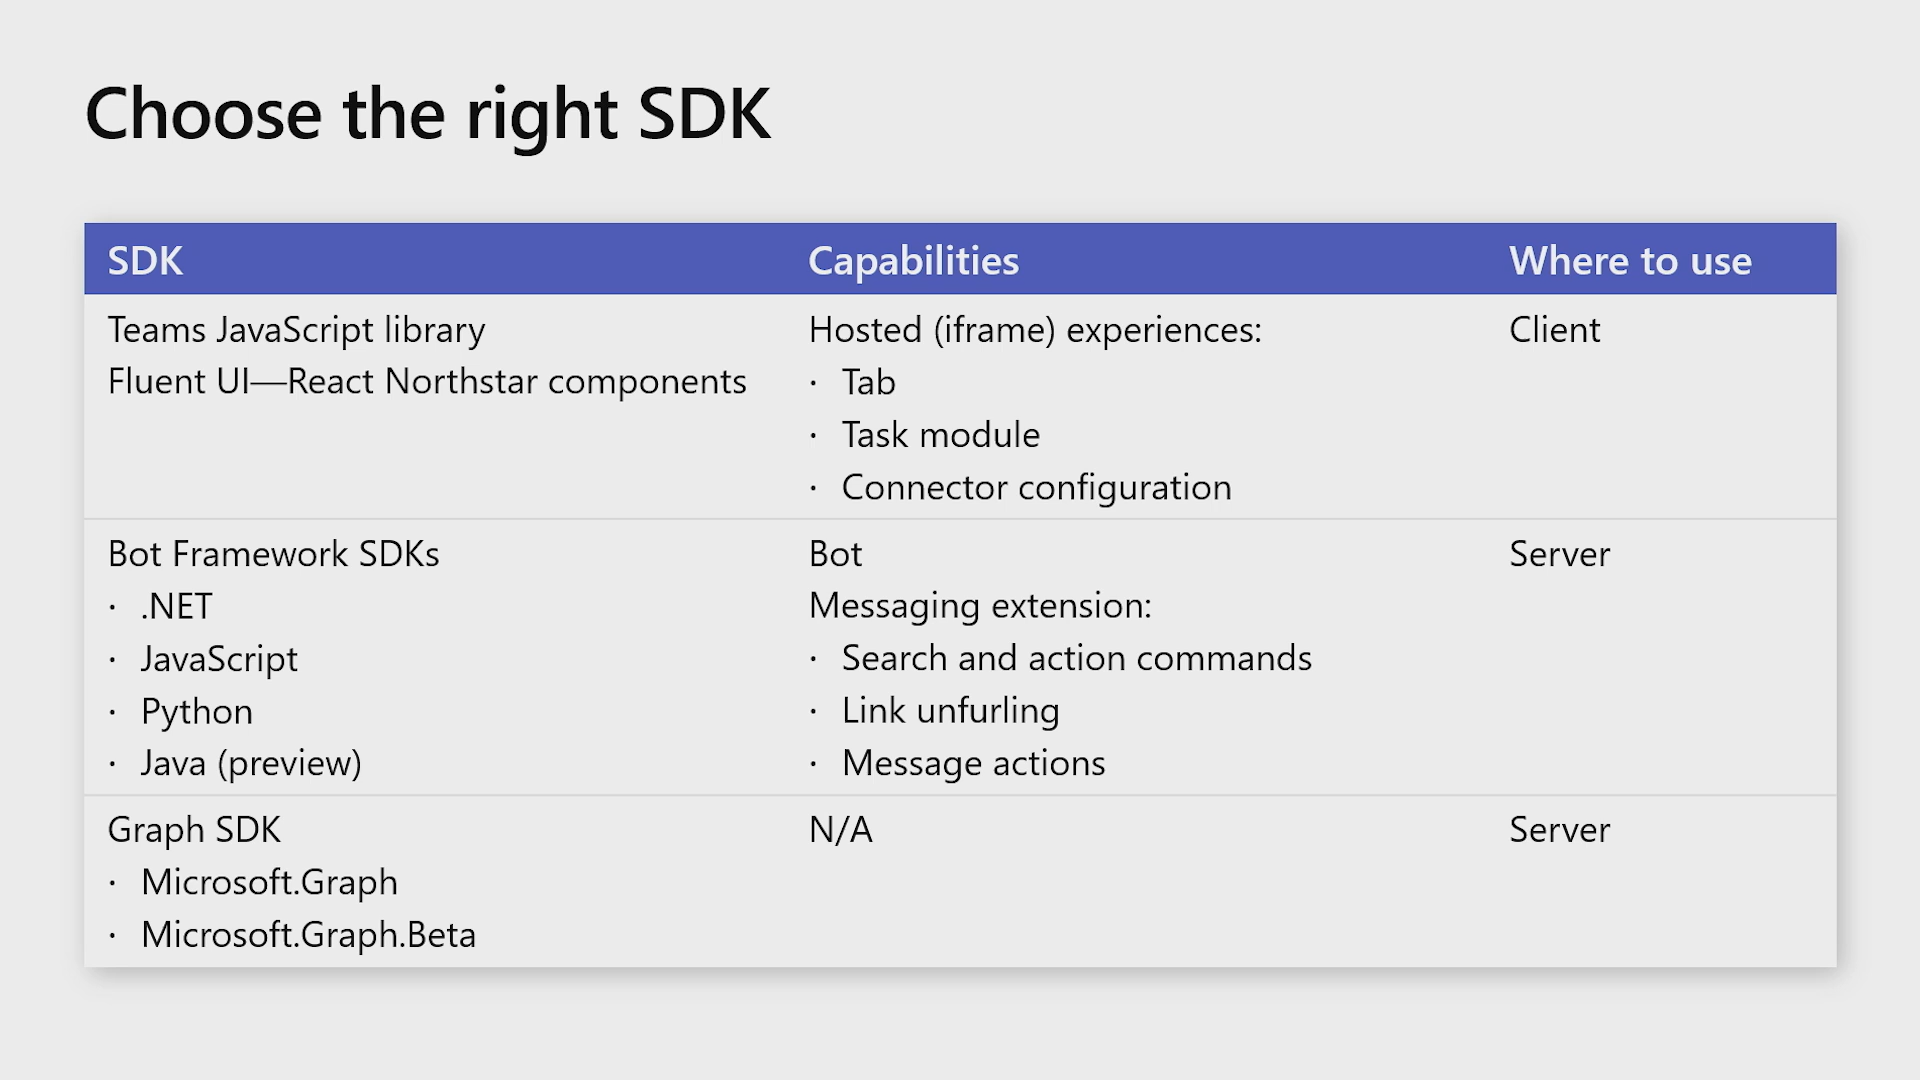 Choose the right SDK
SDK
Capabilities
Where to use
Teams JavaScript library
Fluent UI—React Northstar components
Hosted (iframe) experiences:
· Tab
· Task module
· Connector configuration
Client
Bot Framework SDKs
· .NET
· JavaScript
· Python
· Java (preview)
Bot
Messaging extension:
· Search and action commands
· Link unfurling
· Message actions
Server
Graph SDK
· Microsoft.Graph
· Microsoft.Graph.Beta
N/A
Server